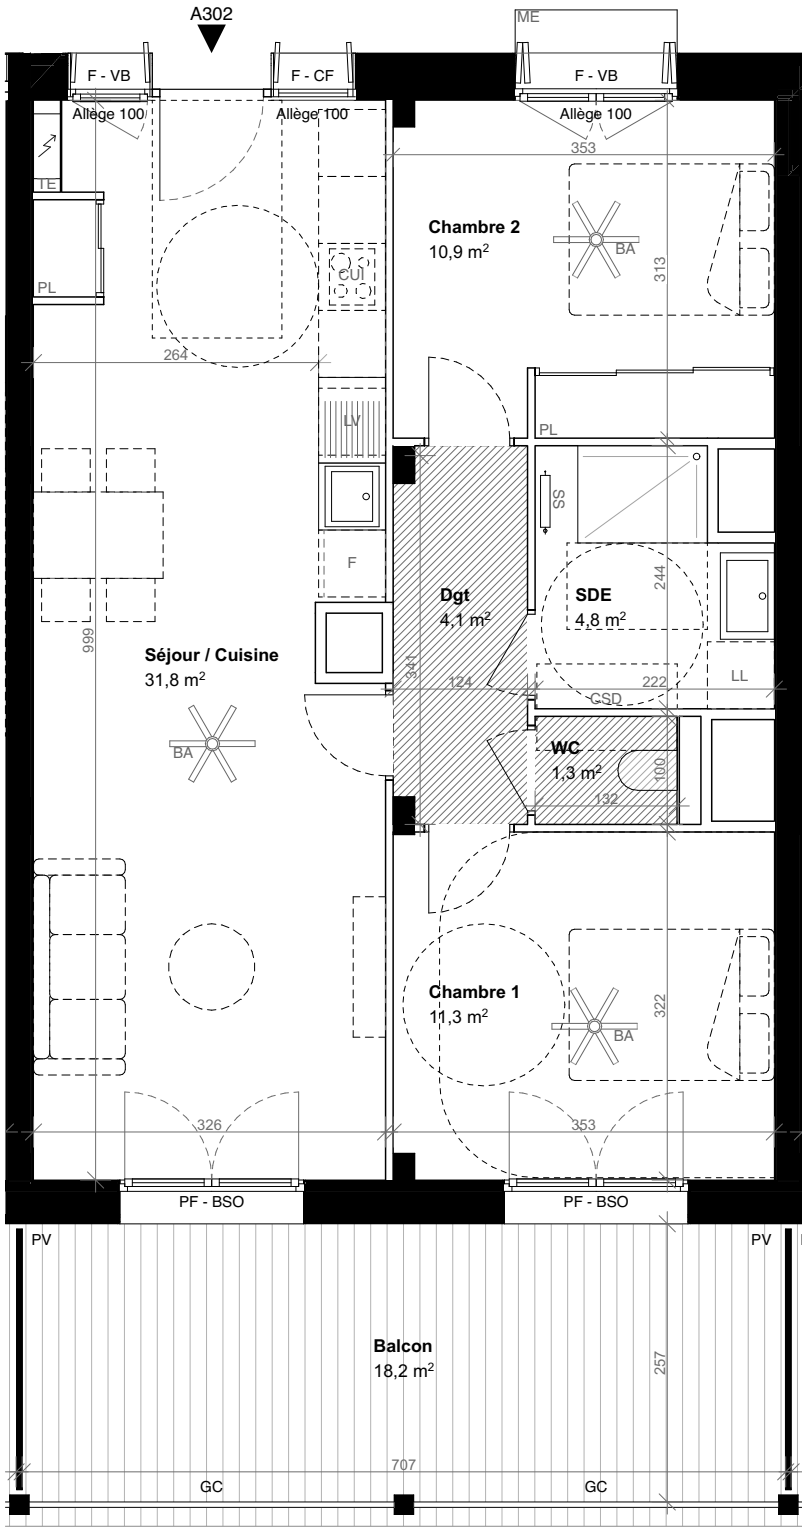 A302
ME
F - VB
F - CF
F - VB
Allège 100
Allège 100
Allège 100
353
TE
Chambre 2
10,9 m²
BA
313
CUI
PL
264
LV
PL
SS
F
999
Dgt
4,1 m²
SDE
4,8 m²
244
Séjour / Cuisine
31,8 m²
341
124
222
LL
CSD
BA
WC
1,3 m²
100
132
Chambre 1
11,3 m²
322
BA
326
353
PF - BSO
PF - BSO
PV
PV
Balcon
18,2 m²
257
707
GC
GC